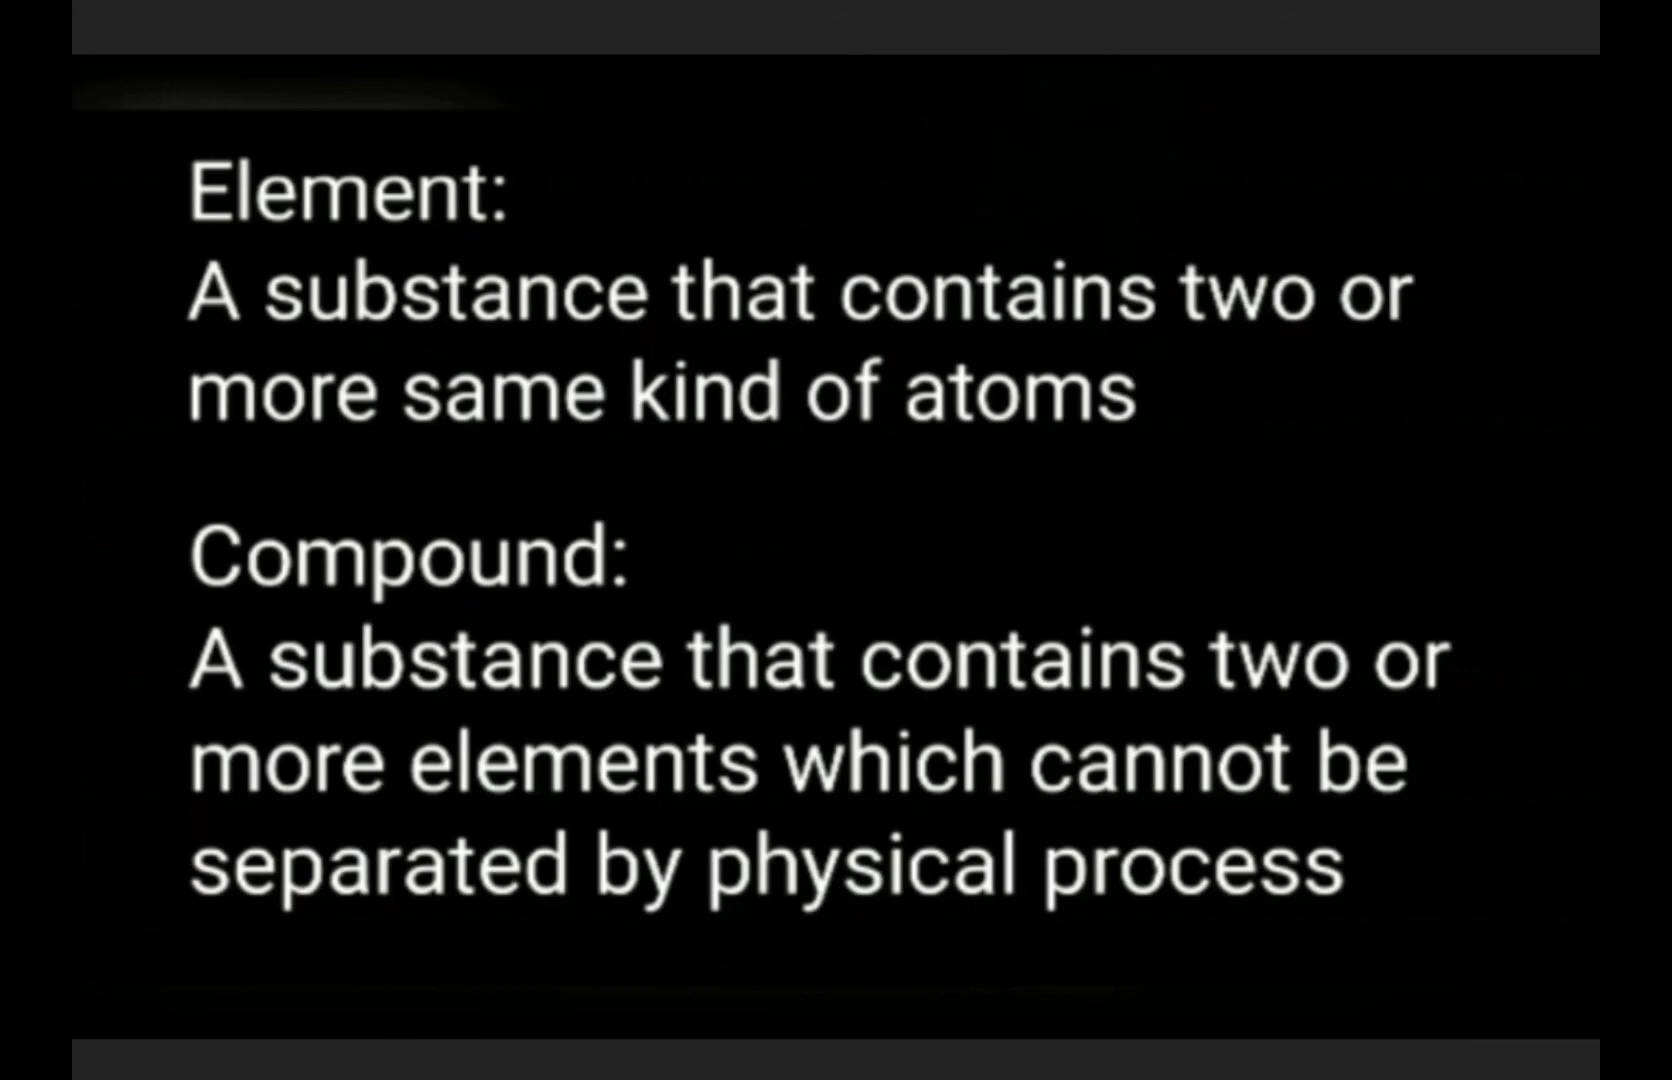 Element:
A substance that contains two or
more same kind of atoms
Compound:
A substance that contains two or
more elements which cannot be
separated by physical process